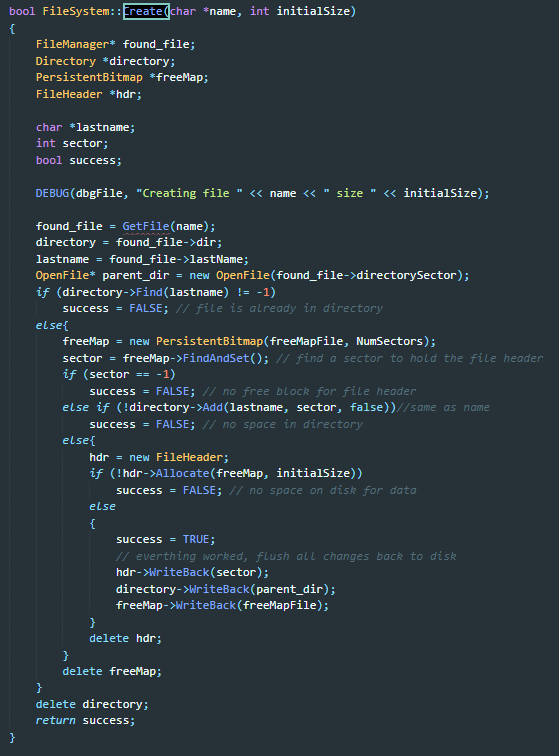 bool FileSystem::Create(char *name, int initialSize)
{
    FileManager* found_file;
    Directory *directory;
    PersistentBitmap *freeMap;
    FileHeader *hdr;

    char *lastname;
    int sector;
    bool success;

    DEBUG(dbgFile, "Creating file " << name << " size " << initialSize);

    found_file = GetFile(name);
    directory = found_file->dir;
    lastname = found_file->lastName;
    OpenFile* parent_dir = new OpenFile(found_file->directorySector);
    if (directory->Find(lastname) != -1)
        success = FALSE; // file is already in directory
    else{
        freeMap = new PersistentBitmap(freeMapFile, NumSectors);
        sector = freeMap->FindAndSet(); // find a sector to hold the file header
        if (sector == -1)
            success = FALSE; // no free block for file header
        else if (!directory->Add(lastname, sector, false))//same as name
            success = FALSE; // no space in directory
        else{
            hdr = new FileHeader;
            if (!hdr->Allocate(freeMap, initialSize))
                success = FALSE; // no space on disk for data
            else
            {
                success = TRUE;
                // everthing worked, flush all changes back to disk
                hdr->WriteBack(sector);
                directory->WriteBack(parent_dir);
                freeMap->WriteBack(freeMapFile);
            }
            delete hdr;
        }
        delete freeMap;
    }
    delete directory;
    return success;
}